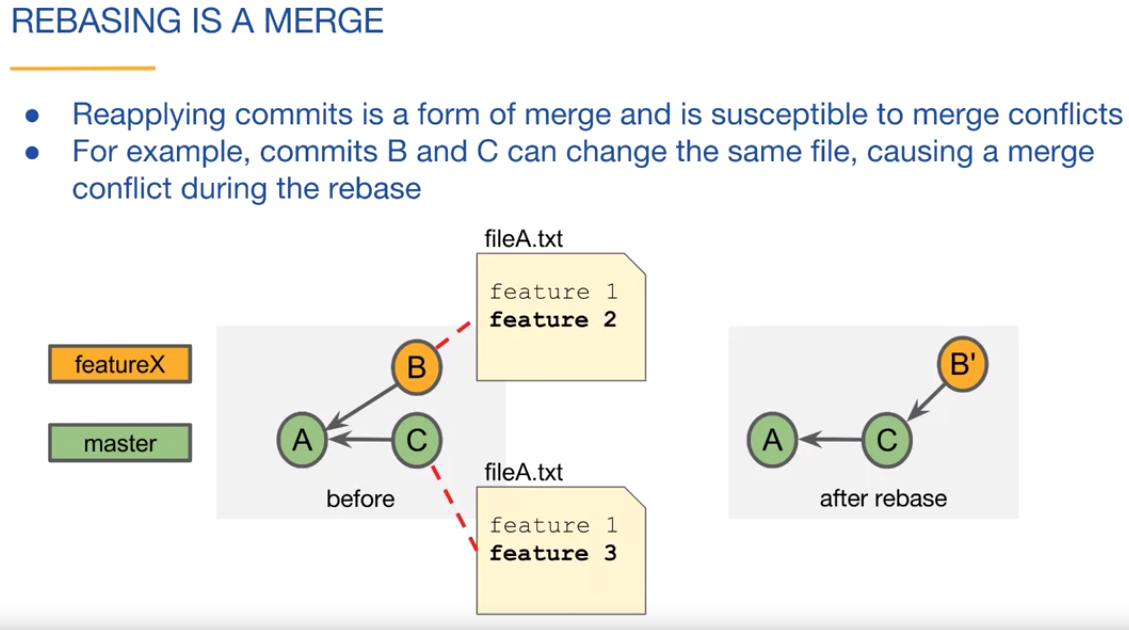 REBASING IS A MERGE
● Reapplying commits is a form of merge and is susceptible to merge conflicts
● For example, commits B and C can change the same file, causing a merge
conflict during the rebase
fileA.txt
feature 1
feature 2
featureX
B
B'
master
A
C
A
C
before
after rebase
fileA.txt
feature 1
feature 3